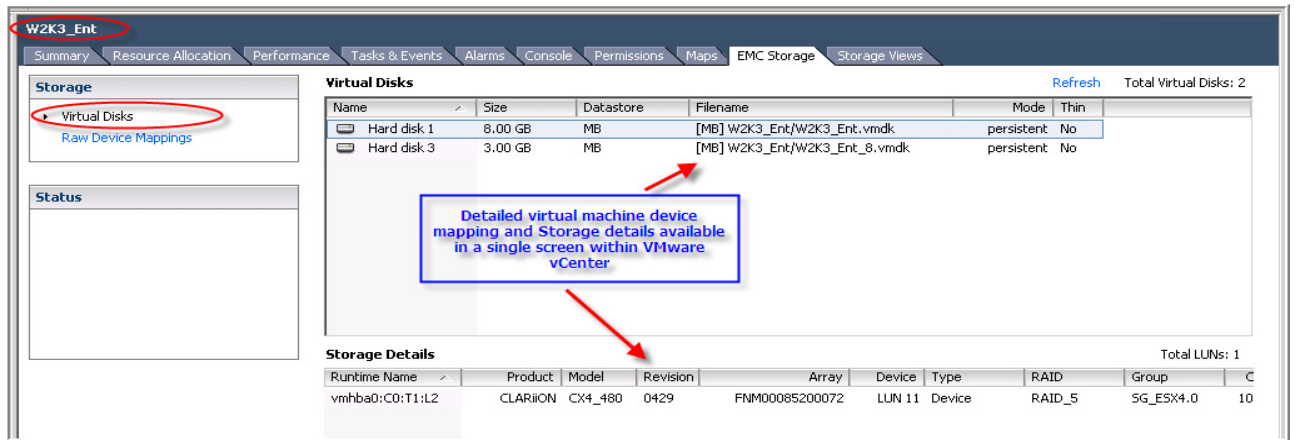 W2K3_Ent
Summary Resource Allocation Performance Tasks & Events Alarms Console Permissions Maps EMC Storage Storage Views
Storage
Virtual Disks
Raw Device Mappings
Status
Virtual Disks Refresh Total Virtual Disks: 2
Name Size Datastore Filename Mode Thin
Hard disk 1 8.00 GB MB [MB] W2K3_Ent/W2K3_Ent.vmdk persistent No
Hard disk 3 3.00 GB MB [MB] W2K3_Ent/W2K3_Ent_8.vmdk persistent No
Detailed virtual machine device
mapping and Storage details available
in a single screen within VMware
vCenter
Storage Details Total LUNs: 1
Runtime Name Product Model Revision Array Device Type RAID Group C
vmhba0:C0:T1:L2 CLARiiON CX4_480 0429 FNM00085200072 LUN 11 Device RAID_5 SG_ESX4.0 10